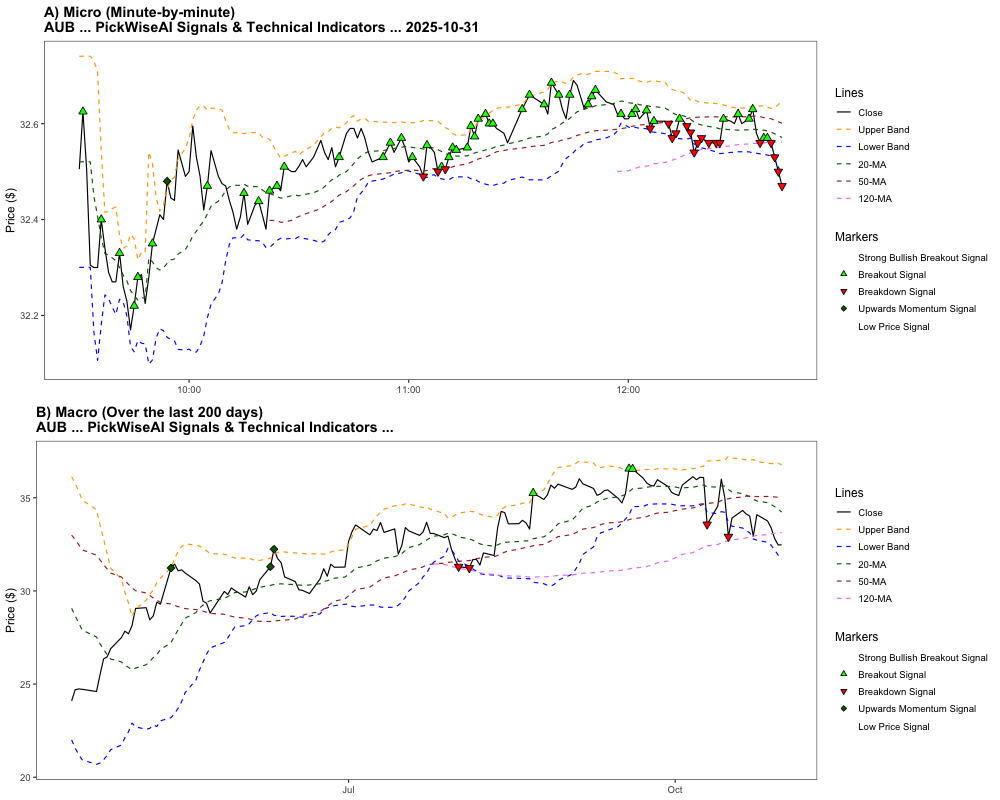 A) Micro (Minute-by-minute)
AUB ... PickWiseAI Signals & Technical Indicators ... 2025-10-31
Price ($)
32.6
32.4
32.2
10:00
11:00
12:00
Lines
Close
Upper Band
Lower Band
20-MA
50-MA
120-MA
Markers
Strong Bullish Breakout Signal
Breakout Signal
Breakdown Signal
Upwards Momentum Signal
Low Price Signal
B) Macro (Over the last 200 days)
AUB ... PickWiseAI Signals & Technical Indicators ...
Price ($)
35
30
25
20
Jul
Oct
Lines
Close
Upper Band
Lower Band
20-MA
50-MA
120-MA
Markers
Strong Bullish Breakout Signal
Breakout Signal
Breakdown Signal
Upwards Momentum Signal
Low Price Signal